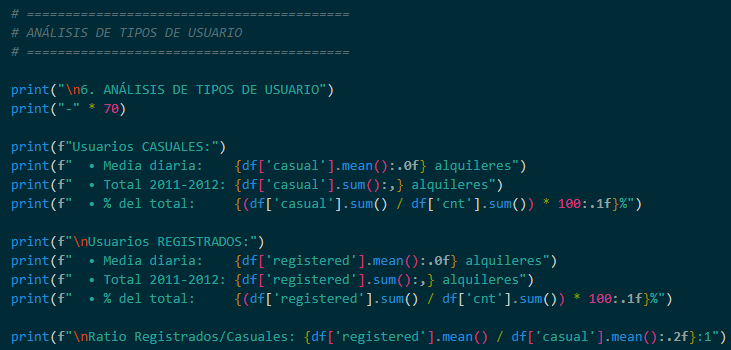 # =========================================
# ANÁLISIS DE TIPOS DE USUARIO
# =========================================
print("\n6. ANÁLISIS DE TIPOS DE USUARIO")
print("-" * 70)
print(f"Usuarios CASUALES:")
print(f"  • Media diaria:    {df['casual'].mean():.0f} alquileres")
print(f"  • Total 2011-2012: {df['casual'].sum():,} alquileres")
print(f"  • % del total:     {(df['casual'].sum() / df['cnt'].sum()) * 100:.1f}%")
print(f"\nUsuarios REGISTRADOS:")
print(f"  • Media diaria:    {df['registered'].mean():.0f} alquileres")
print(f"  • Total 2011-2012: {df['registered'].sum():,} alquileres")
print(f"  • % del total:     {(df['registered'].sum() / df['cnt'].sum()) * 100:.1f}%")
print(f"\nRatio Registrados/Casuales: {df['registered'].mean() / df['casual'].mean():.2f}:1")